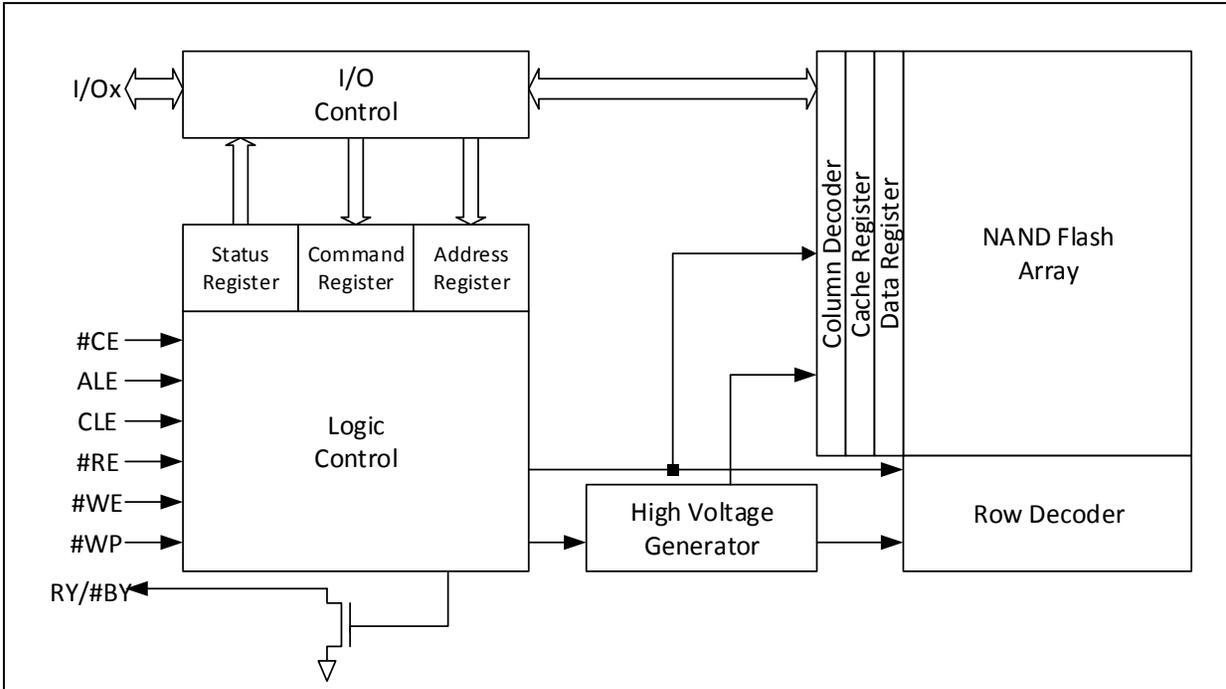 I/Ox
I/O
Control
Status
Register
Command
Register
Address
Register
#CE
ALE
CLE
#RE
#WE
#WP
RY/#BY
Logic
Control
High Voltage
Generator
Column Decoder
Cache Register
Data Register
NAND Flash
Array
Row Decoder